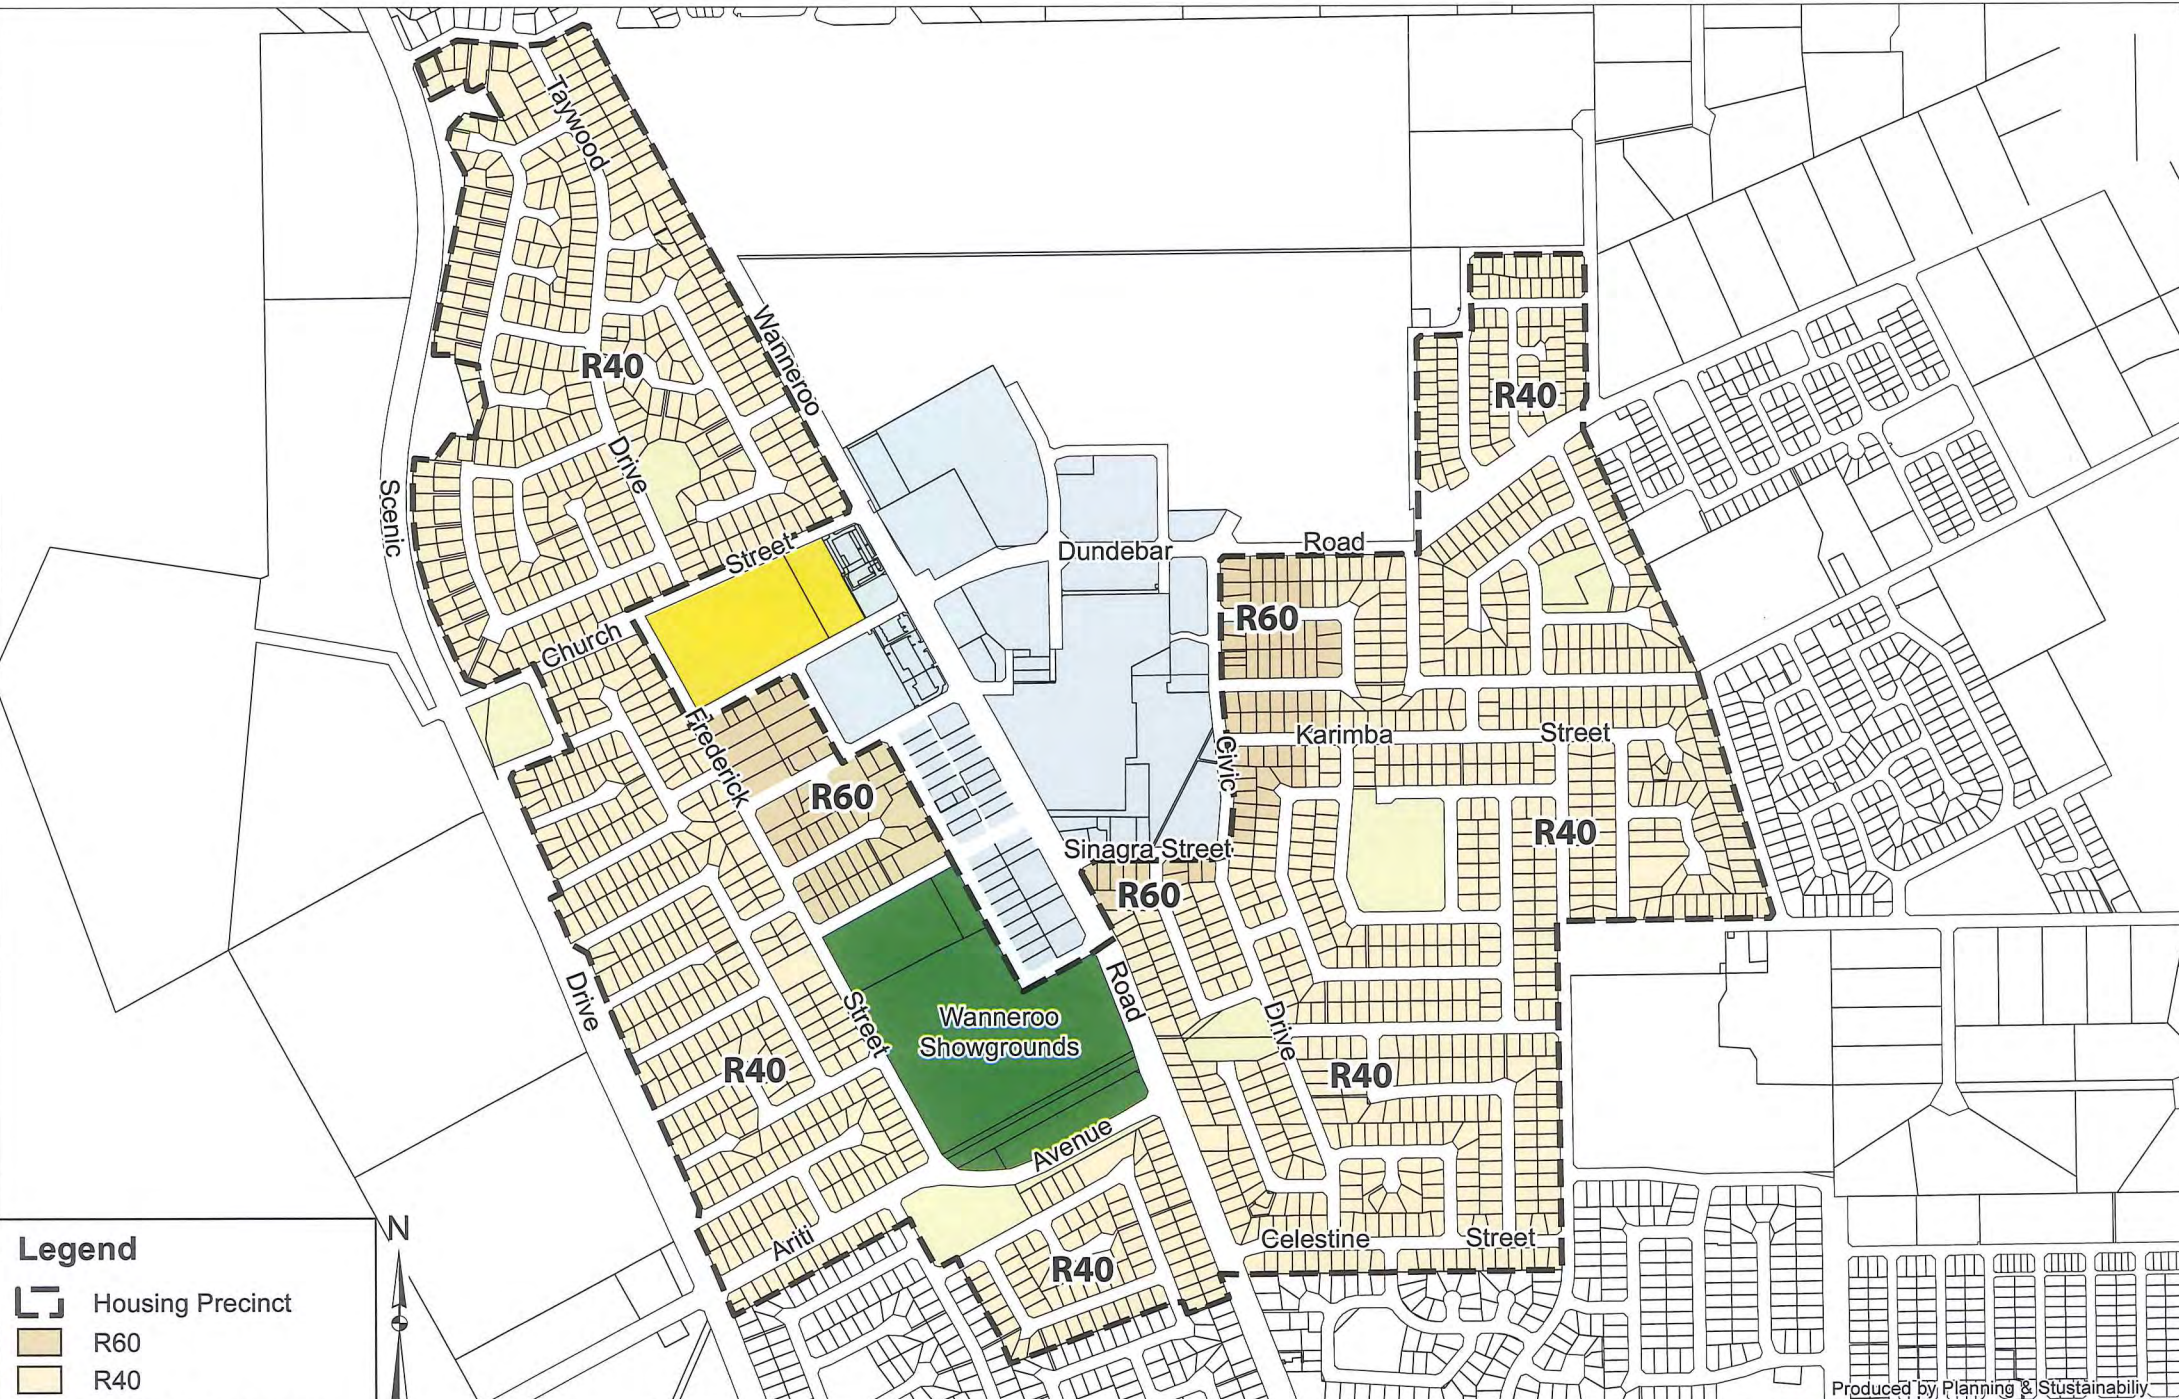 Taywood
Wanneroo
R40
R40
Drive
Scenic
Street
Dundebar
Road
Church
R60
Frederick
Karimba
Street
Civic
R60
R40
Sinagra Street
R60
Drive
Street
Wanneroo
Showgrounds
Road
Drive
R40
R40
Avenue
Ariti
Celestine
Street
R40
N
Legend
Housing Precinct
R60
R40
Produced by Planning & Stustainabiliy